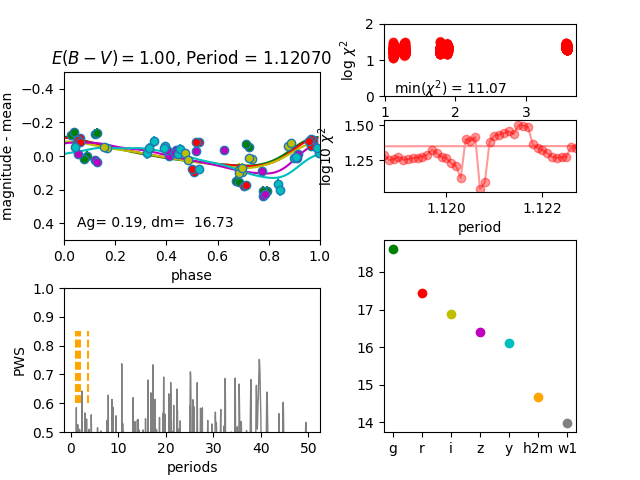 E(B − V) = 1.00, Period = 1.12070
−0.4
−0.2
0.0
0.2
0.4
magnitude - mean
Ag= 0.19, dm=  16.73
0.0 0.2 0.4 0.6 0.8 1.0
phase
2
1
0
log χ²
min(χ²) = 11.07
1 2 3
1.50
1.25
log10 χ²
1.120 1.122
period
1.0
0.9
0.8
0.7
0.6
0.5
PWS
0 10 20 30 40 50
periods
18
17
16
15
14
g r i z y h2m w1